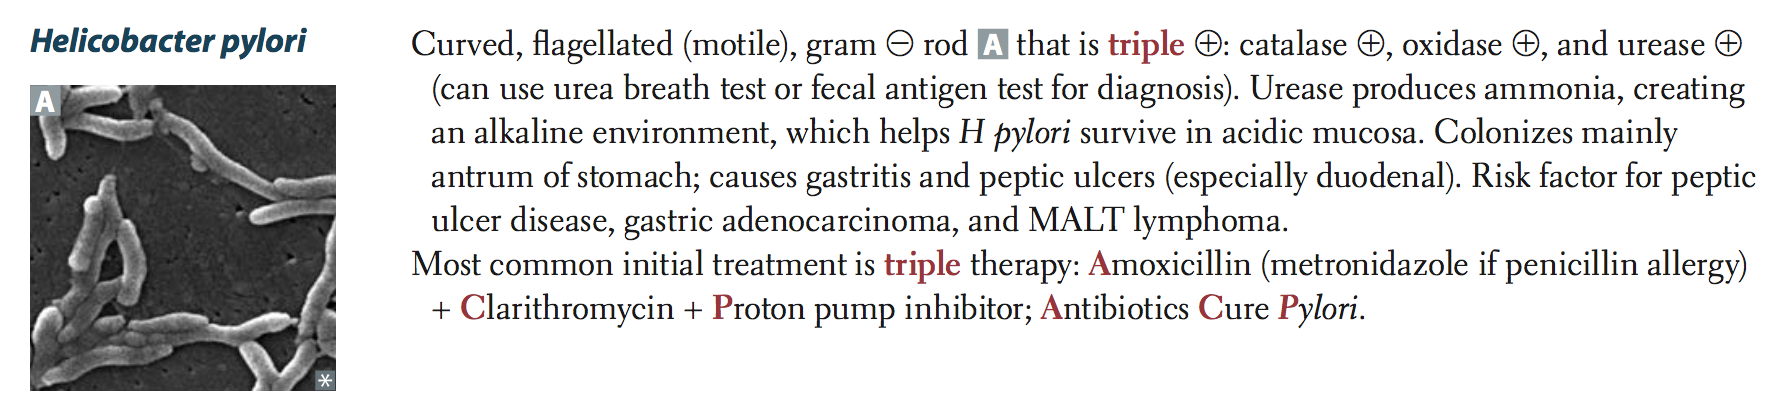 Helicobacter pylori
A
*
Curved, flagellated (motile), gram ⊖ rod A that is triple ⊕: catalase ⊕, oxidase ⊕, and urease ⊕
(can use urea breath test or fecal antigen test for diagnosis). Urease produces ammonia, creating
an alkaline environment, which helps H pylori survive in acidic mucosa. Colonizes mainly
antrum of stomach; causes gastritis and peptic ulcers (especially duodenal). Risk factor for peptic
ulcer disease, gastric adenocarcinoma, and MALT lymphoma.
Most common initial treatment is triple therapy: Amoxicillin (metronidazole if penicillin allergy)
+ Clarithromycin + Proton pump inhibitor; Antibiotics Cure Pylori.